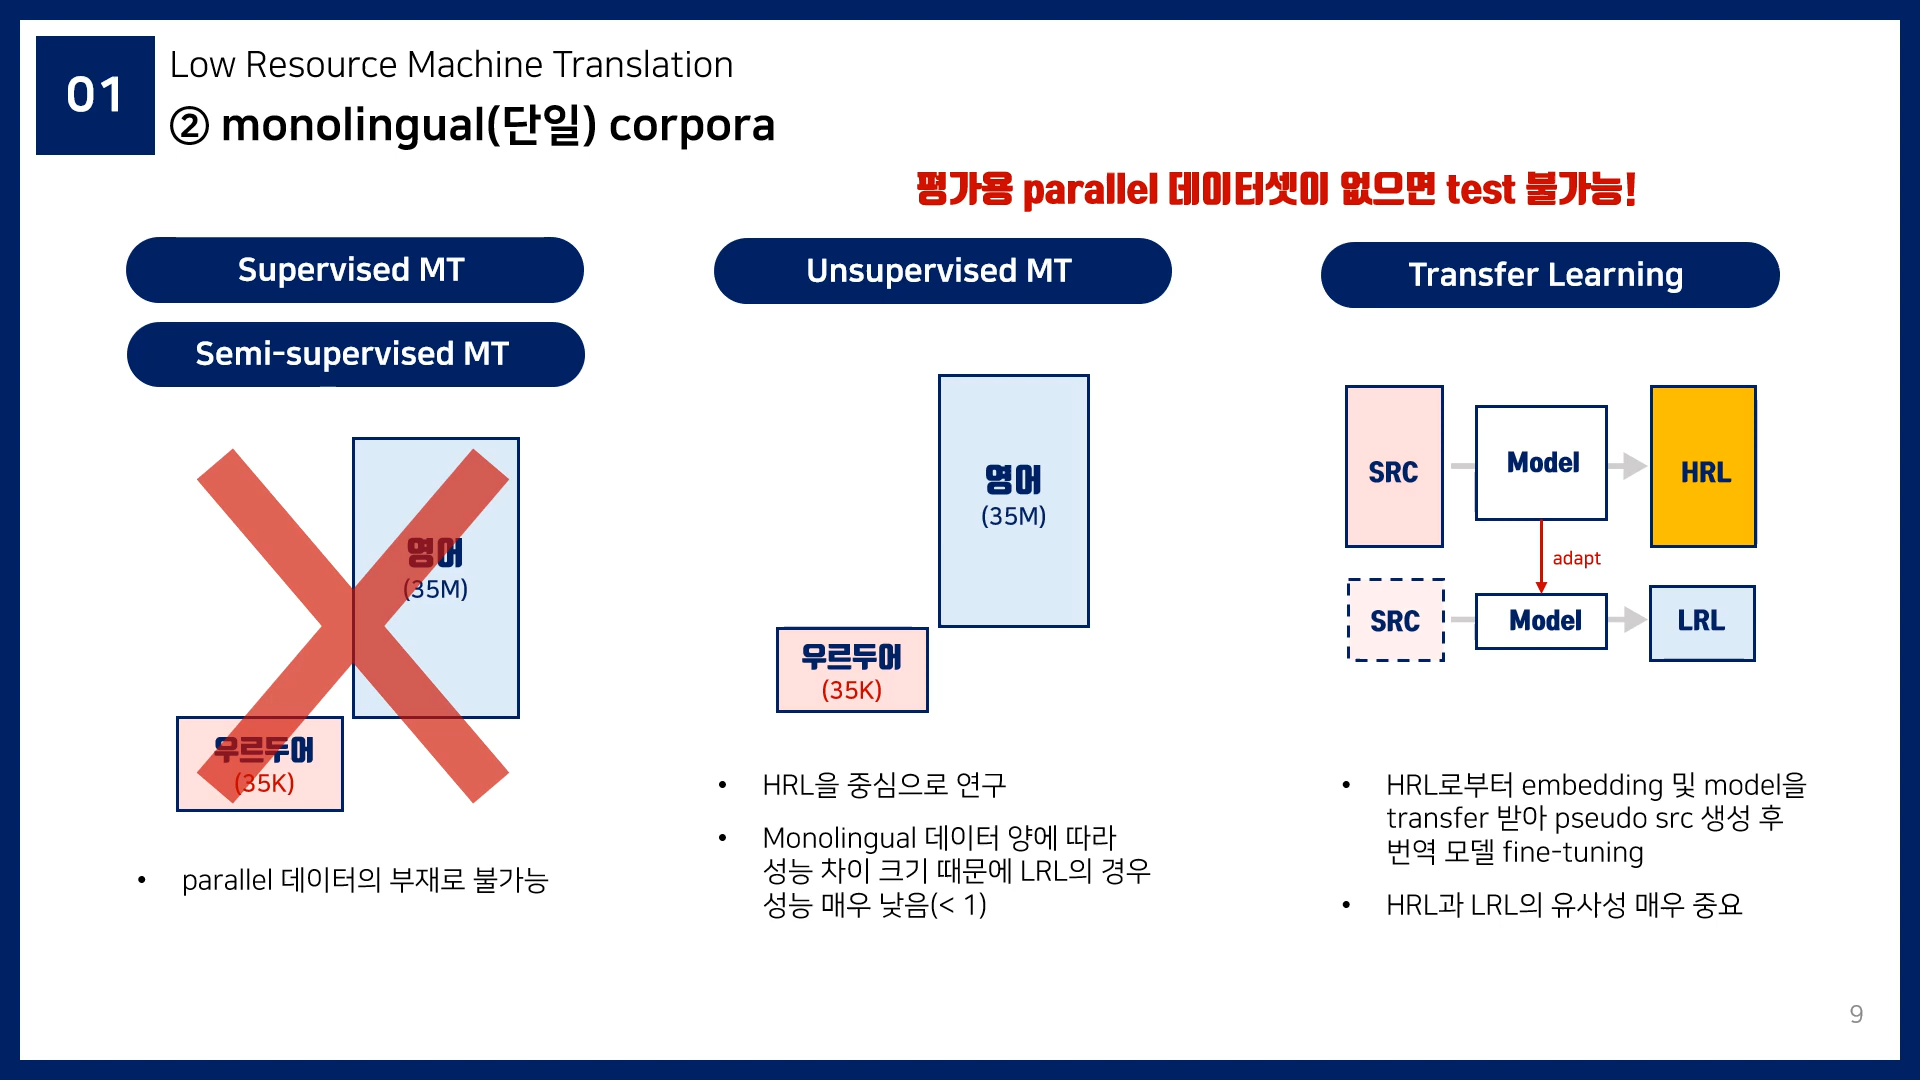 01
Low Resource Machine Translation
② monolingual(단일) corpora
평가용 parallel 데이터셋이 없으면 test 불가능!
Supervised MT
Semi-supervised MT
영어
(35M)
우르두어
(35K)
• parallel 데이터의 부재로 불가능
Unsupervised MT
영어
(35M)
우르두어
(35K)
• HRL을 중심으로 연구
• Monolingual 데이터 양에 따라
성능 차이 크기 때문에 LRL의 경우
성능 매우 낮음(< 1)
Transfer Learning
SRC
Model
HRL
adapt
SRC
Model
LRL
• HRL로부터 embedding 및 model을
transfer 받아 pseudo src 생성 후
번역 모델 fine-tuning
• HRL과 LRL의 유사성 매우 중요
9